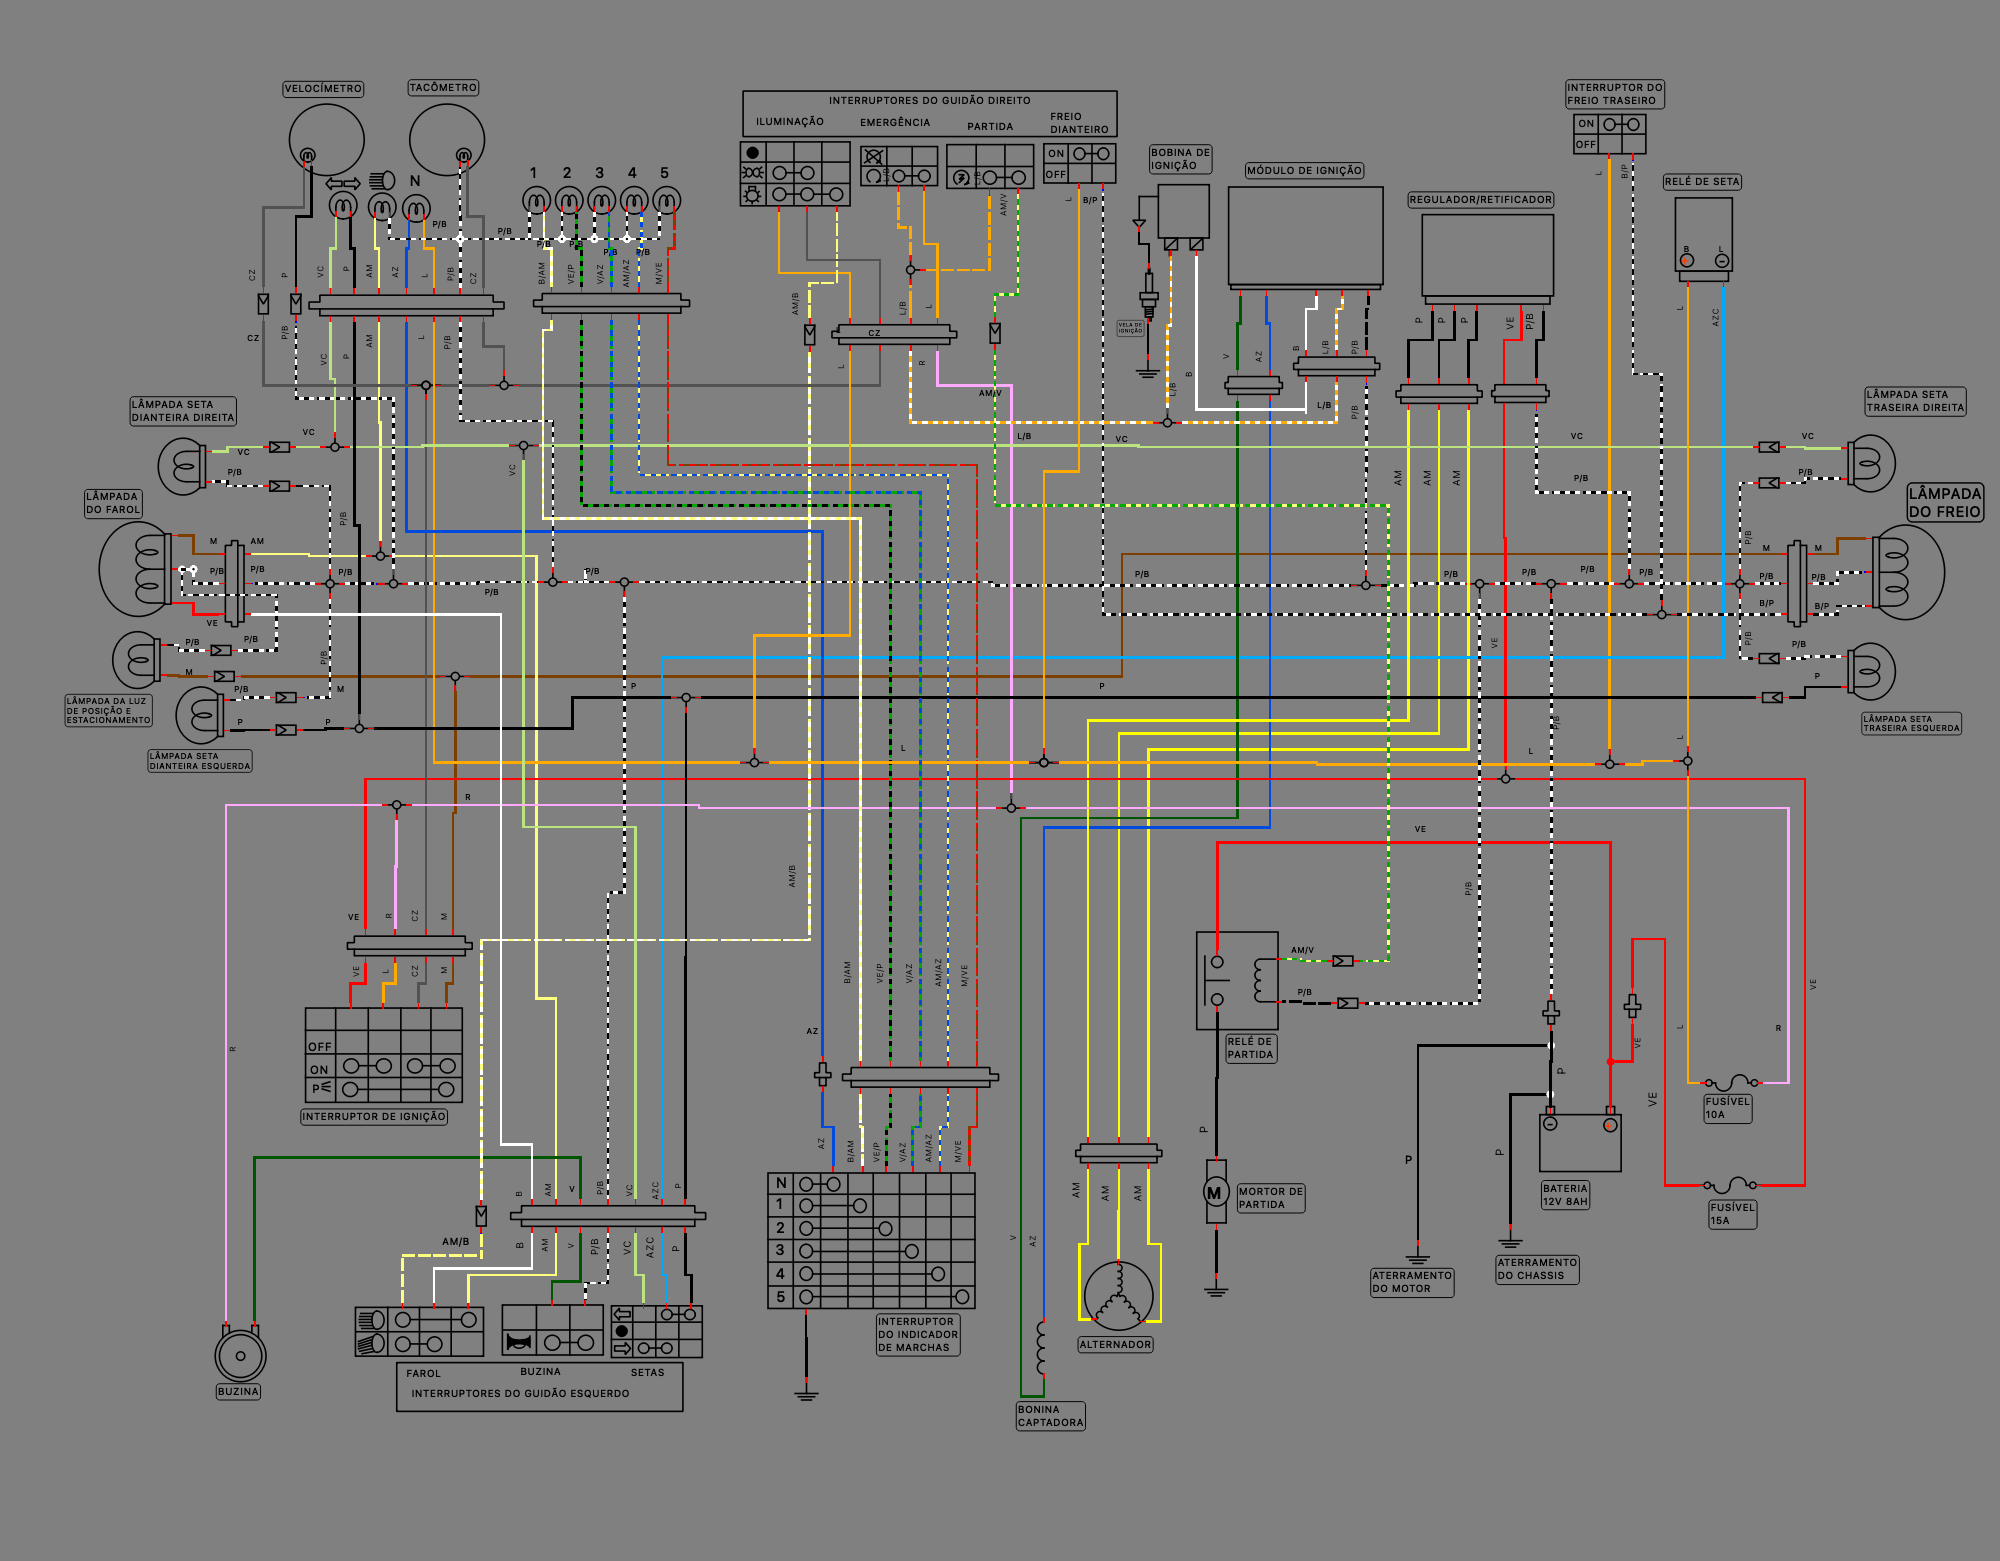 VELOCÍMETRO
TACÔMETRO
INTERRUPTORES DO GUIDÃO DIREITO
ILUMINAÇÃO
EMERGÊNCIA
PARTIDA
FREIO
DIANTEIRO
ON
OFF
BOBINA DE
IGNIÇÃO
MÓDULO DE IGNIÇÃO
REGULADOR/RETIFICADOR
INTERRUPTOR DO
FREIO TRASEIRO
ON
OFF
RELÉ DE SETA
B
L
N
1
2
3
4
5
P/B
P/B
P/B
P/B
P/B
P/B
CZ
P
VC
P
AM
AZ
L
P/B
CZ
B/AM
VE/P
V/AZ
AM/AZ
M/VE
AM/B
L/B
L
L/B
L/B
AM/V
L
B/P
L
B/P
L
AZC
CZ
P/B
VC
P
AM
L
P/B
CZ
L
R
AM/V
VELA DE
IGNIÇÃO
L/B
B
V
AZ
B
L/B
P/B
L/B
P/B
P
P
P
VE
P/B
LÂMPADA SETA
DIANTEIRA DIREITA
LÂMPADA SETA
TRASEIRA DIREITA
VC
VC
P/B
L/B
VC
VC
VC
VC
P/B
AM
AM
AM
P/B
LÂMPADA
DO FAROL
LÂMPADA
DO FREIO
P/B
P/B
M
AM
P/B
P/B
P/B
P/B
P/B
VE
P/B
P/B
P/B
P/B
P/B
M
M
P/B
P/B
B/P
B/P
P/B
P/B
P/B
P/B
VE
P/B
P/B
M
M
P/B
P
P
P
P
P
LÂMPADA DA LUZ
DE POSIÇÃO E
ESTACIONAMENTO
LÂMPADA SETA
DIANTEIRA ESQUERDA
LÂMPADA SETA
TRASEIRA ESQUERDA
P/B
L
L
L
R
VE
AM/B
P/B
VE
R
CZ
M
VE
L
CZ
M
OFF
ON
P
INTERRUPTOR DE IGNIÇÃO
R
AZ
B/AM
VE/P
V/AZ
AM/AZ
M/VE
AM/V
P/B
RELÉ DE
PARTIDA
VE
P
VE
L
R
VE
FUSÍVEL
10A
FUSÍVEL
15A
BATERIA
12V 8AH
P
P
P
M
MORTOR DE
PARTIDA
ATERRAMENTO
DO MOTOR
ATERRAMENTO
DO CHASSIS
AZ
B/AM
VE/P
V/AZ
AM/AZ
M/VE
N
1
2
3
4
5
INTERRUPTOR
DO INDICADOR
DE MARCHAS
AM
AM
AM
ALTERNADOR
V
AZ
BONINA
CAPTADORA
B
AM
V
P/B
VC
AZC
P
AM/B
B
AM
V
P/B
VC
AZC
P
BUZINA
FAROL
BUZINA
SETAS
INTERRUPTORES DO GUIDÃO ESQUERDO